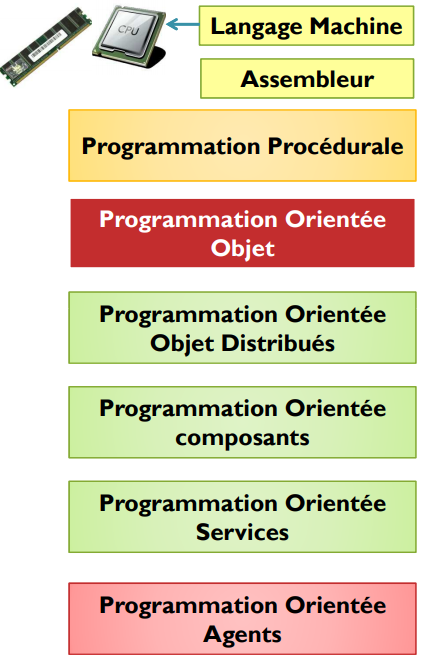 CPU
Langage Machine
Assembleur
Programmation Procédurale
Programmation Orientée
Objet
Programmation Orientée
Objet Distribués
Programmation Orientée
composants
Programmation Orientée
Services
Programmation Orientée
Agents